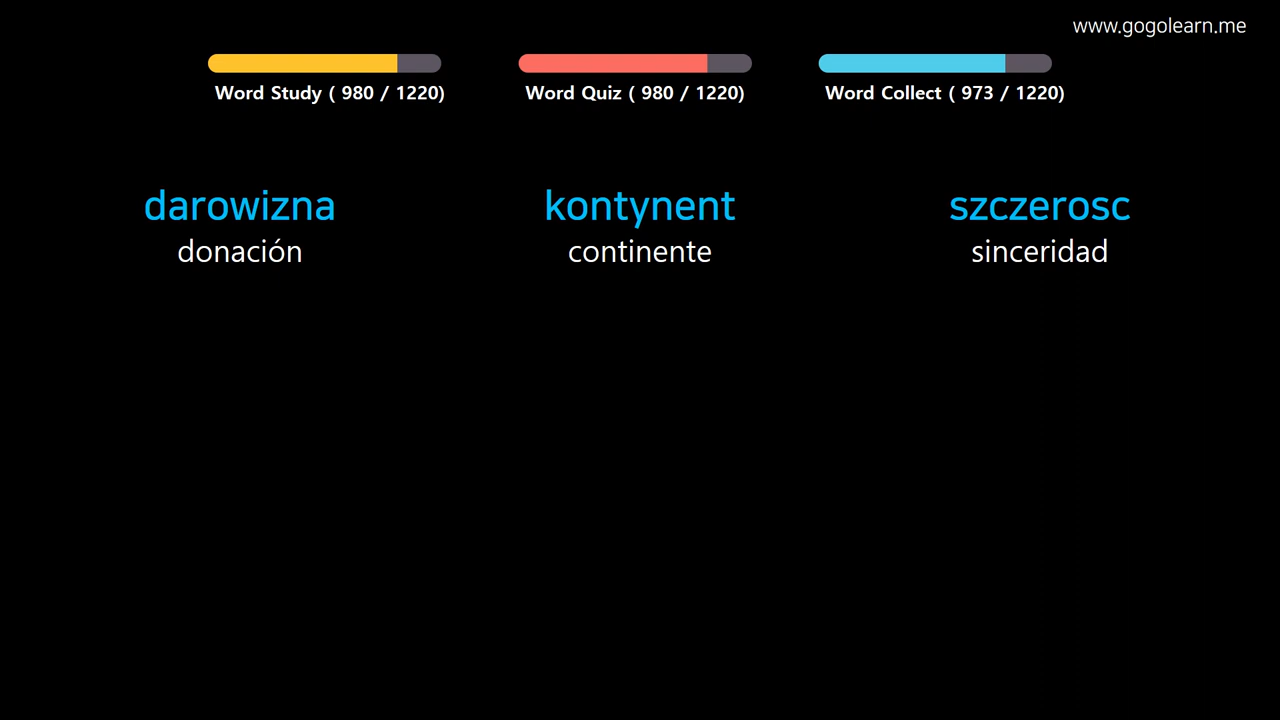 www.gogolearn.me
Word Study ( 980 / 1220)
Word Quiz ( 980 / 1220)
Word Collect ( 973 / 1220)
darowizna
donación
kontynent
continente
szczerosc
sinceridad